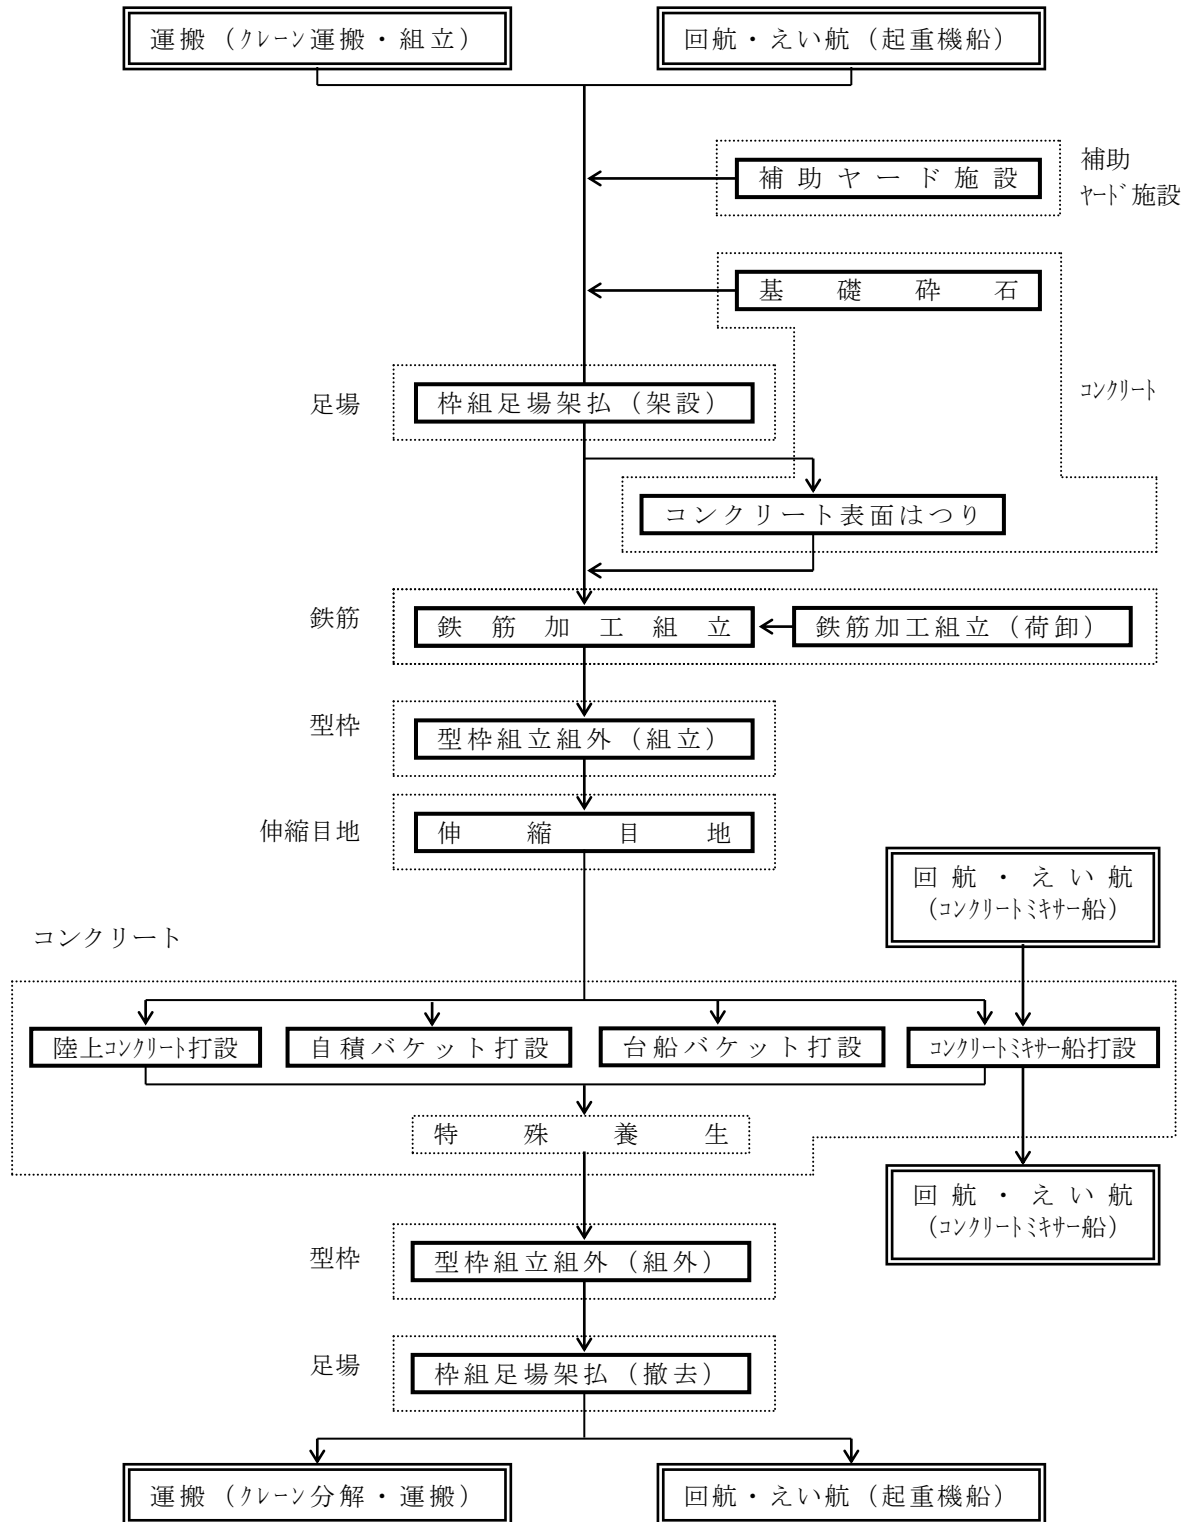 運搬（ｸﾚｰﾝ運搬・組立）
回航・えい航（起重機船）
補助ヤード施設
補助
ﾔｰﾄﾞ施設
基礎砕石
足場
枠組足場架払（架設）
ｺﾝｸﾘｰﾄ
コンクリート表面はつり
鉄筋
鉄筋加工組立
鉄筋加工組立（荷卸）
型枠
型枠組立組外（組立）
伸縮目地
伸縮目地
回航・えい航
（ｺﾝｸﾘｰﾄﾐｷｻｰ船）
コンクリート
陸上ｺﾝｸﾘｰﾄ打設
自積バケット打設
台船バケット打設
ｺﾝｸﾘｰﾄﾐｷｻｰ船打設
特殊養生
回航・えい航
（ｺﾝｸﾘｰﾄﾐｷｻｰ船）
型枠
型枠組立組外（組外）
足場
枠組足場架払（撤去）
運搬（ｸﾚｰﾝ分解・運搬）
回航・えい航（起重機船）